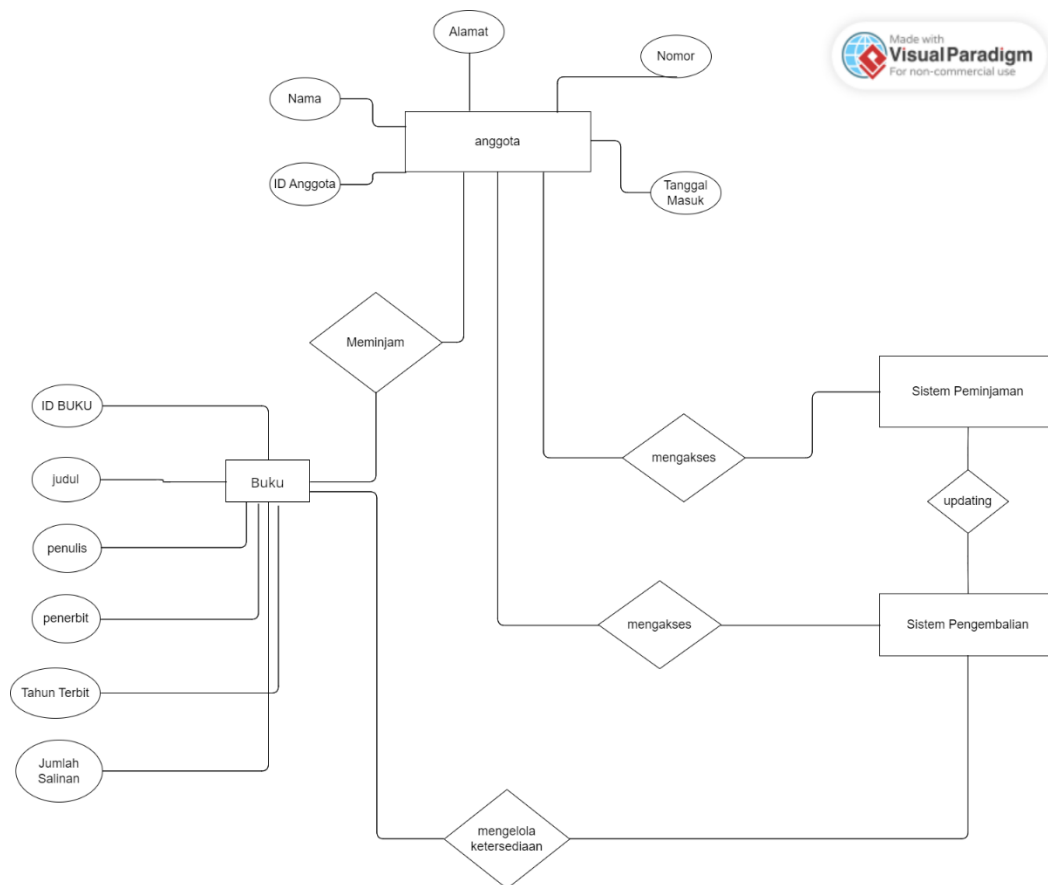 Alamat
Made with
Visual Paradigm
For non-commercial use
Nomor
Nama
anggota
ID Anggota
Tanggal
Masuk
Meminjam
Sistem Peminjaman
ID BUKU
mengakses
judul
Buku
updating
penulis
penerbit
mengakses
Sistem Pengembalian
Tahun Terbit
Jumlah
Salinan
mengelola
ketersediaan